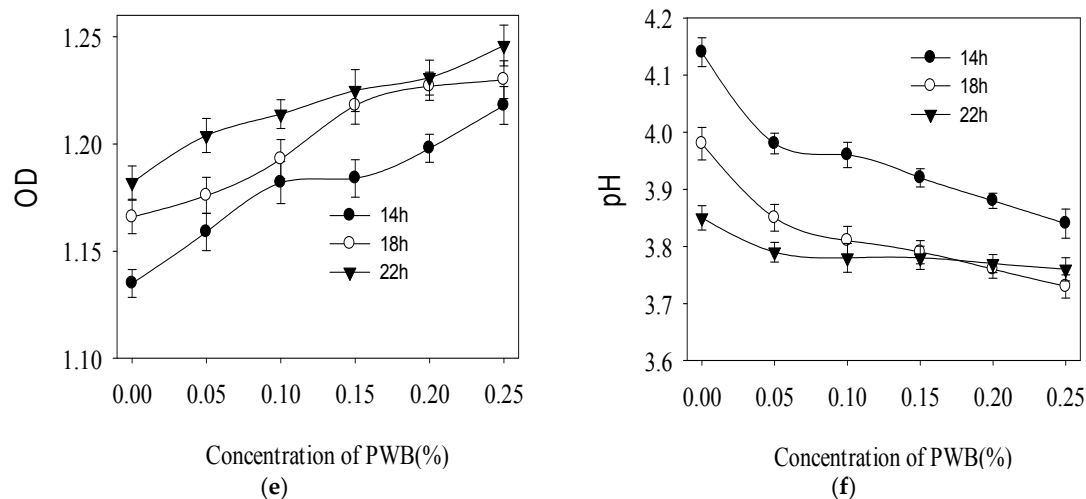 1.25
1.20
1.15
1.10
OD
14h
18h
22h
0.00 0.05 0.10 0.15 0.20 0.25
Concentration of PWB(%)
(e)
4.2
4.1
4.0
3.9
3.8
3.7
3.6
pH
14h
18h
22h
0.00 0.05 0.10 0.15 0.20 0.25
Concentration of PWB(%)
(f)